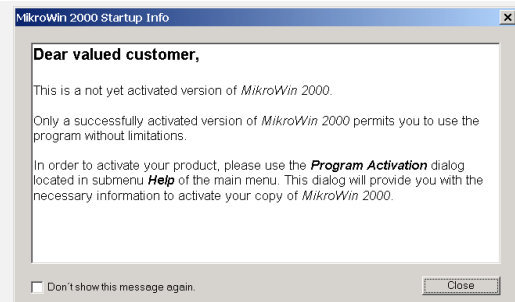 MikroWin 2000 Startup Info
Dear valued customer,
This is a not yet activated version of MikroWin 2000.
Only a successfully activated version of MikroWin 2000 permits you to use the
program without limitations.
In order to activate your product, please use the Program Activation dialog
located in submenu Help of the main menu. This dialog will provide you with the
necessary information to activate your copy of MikroWin 2000.
Don´t show this message again.
Close